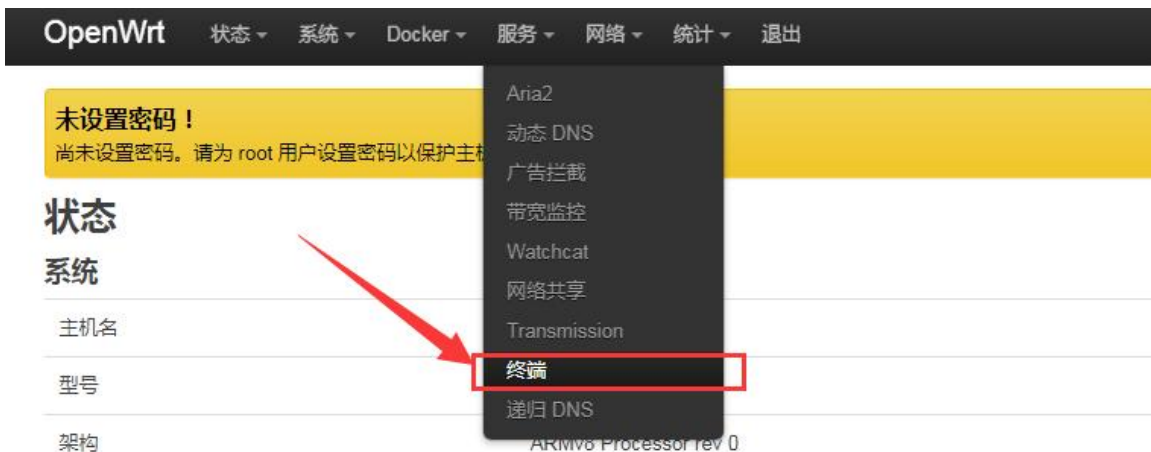 OpenWrt 状态 系统 Docker 服务 网络 统计 退出
Aria2
动态 DNS
广告拦截
带宽监控
Watchcat
网络共享
Transmission
终端
递归 DNS
未设置密码！
尚未设置密码。请为 root 用户设置密码以保护主机
状态
系统
主机名
型号
架构
ARMv8 Processor rev 0